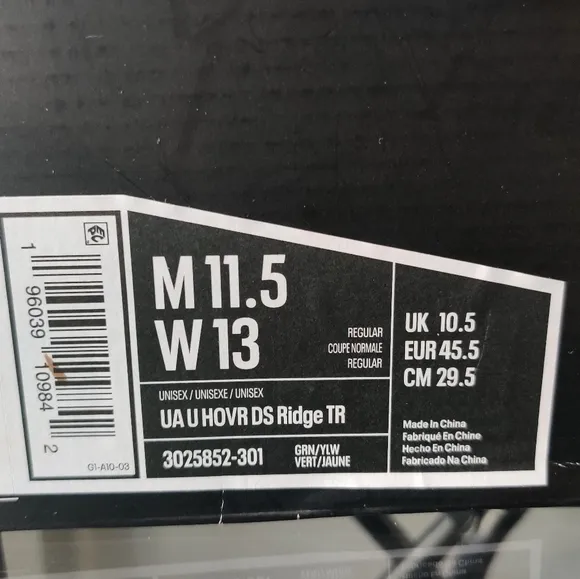 1 96039 10984 2
G1-A10-03
M 11.5
W 13
REGULAR
COUPE NORMALE
REGULAR
UNISEX / UNISEXE / UNISEX
UA U HOVR DS Ridge TR
3025852-301
GRN/YLW
VERT/JAUNE
UK 10.5
EUR 45.5
CM 29.5
Made In China
Fabriqué En Chine
Hecho En China
Fabricado Na China